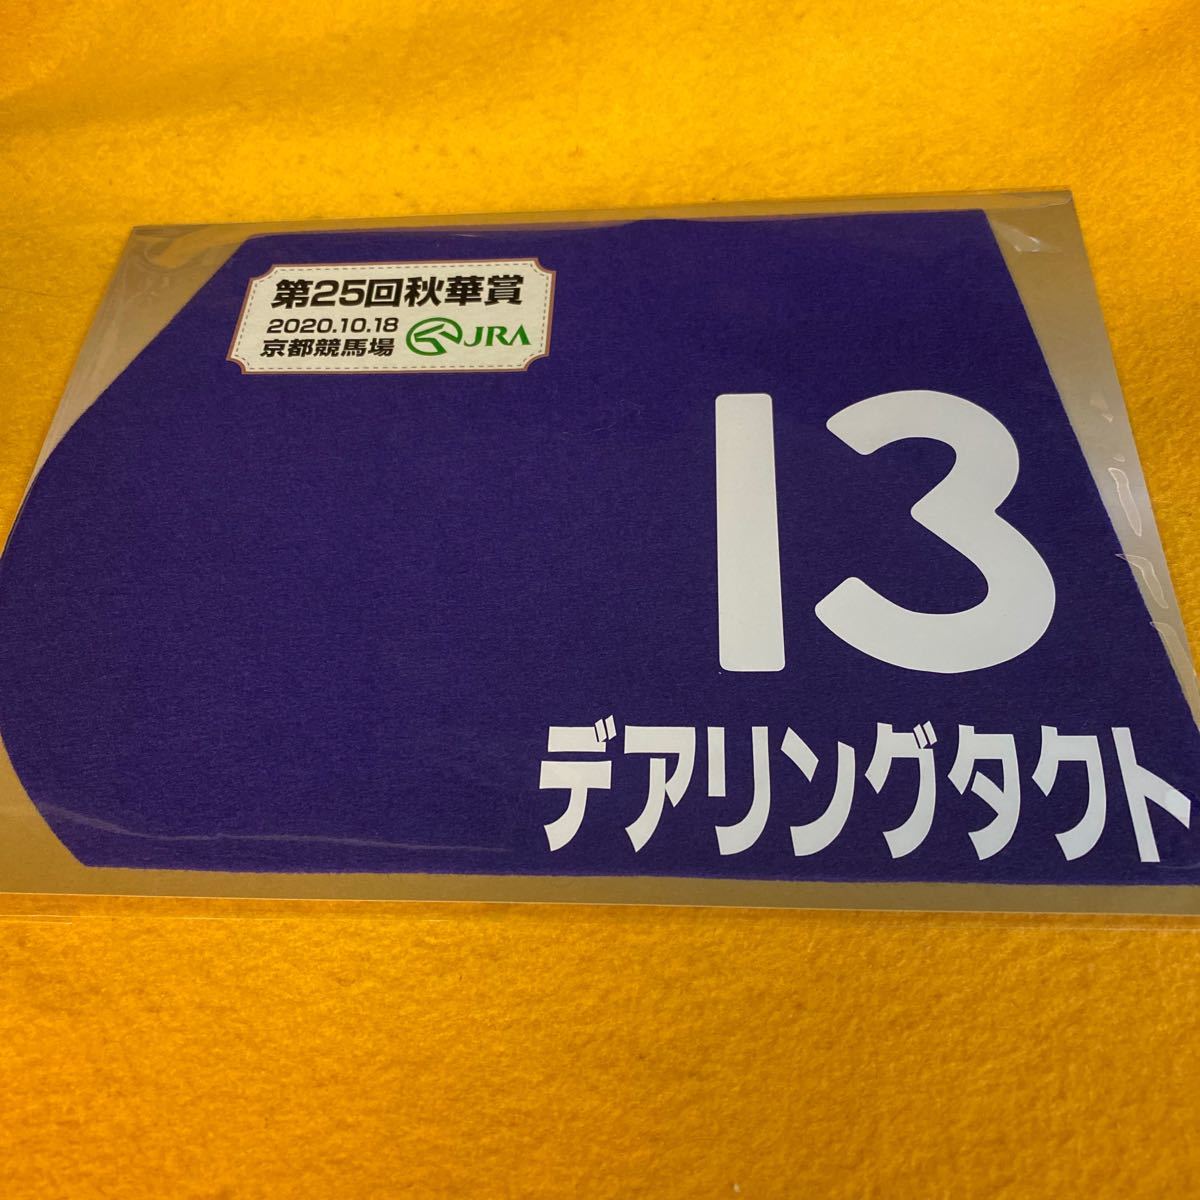 第25回秋華賞
2020.10.18
京都競馬場
JRA
13
デアリングタクト